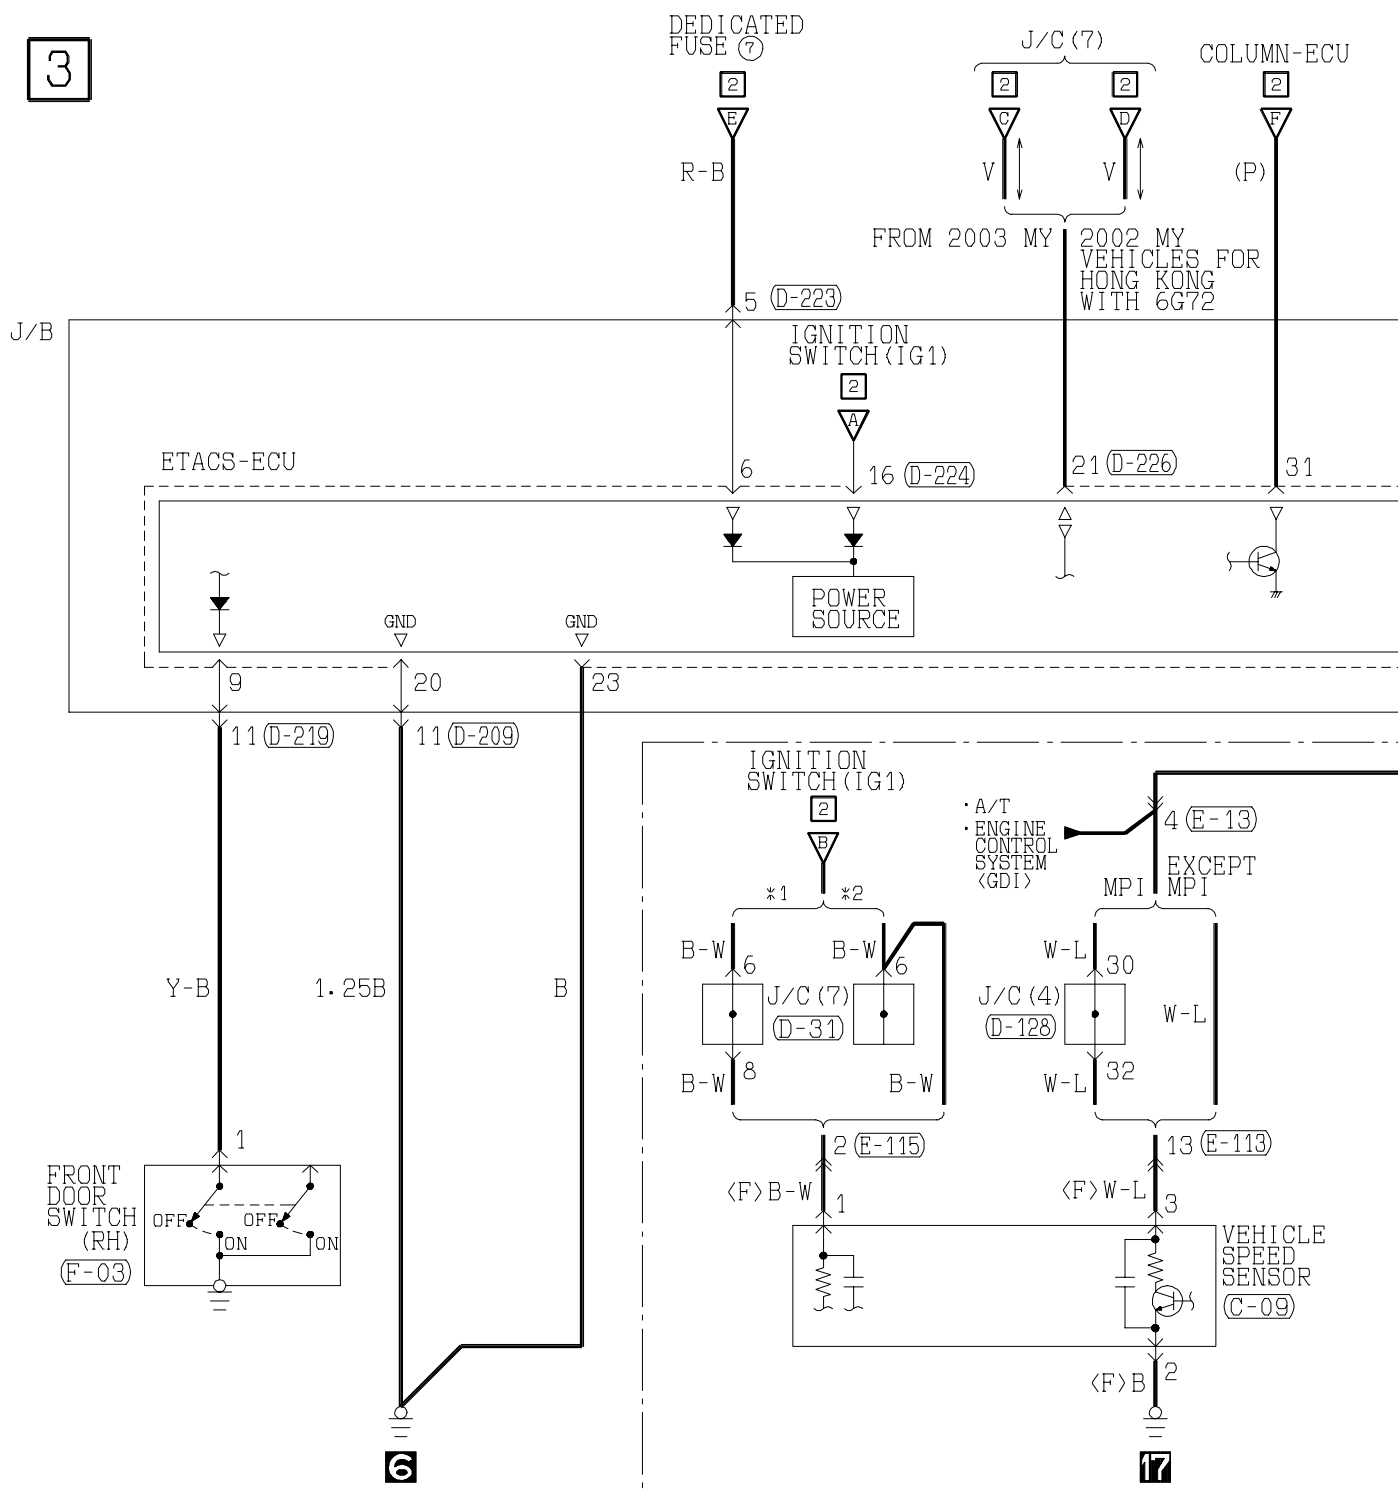 3
DEDICATED
FUSE ⑦
J/C(7)
COLUMN-ECU
2
2
2
2
E
C
D
F
R-B
V
V
(P)
FROM 2003 MY
2002 MY
VEHICLES FOR
HONG KONG
WITH 6G72
5 (D-223)
J/B
IGNITION
SWITCH(IG1)
2
A
ETACS-ECU
6
16 (D-224)
21 (D-226)
31
POWER
SOURCE
GND
GND
9
20
23
11 (D-219)
11 (D-209)
IGNITION
SWITCH(IG1)
2
B
·A/T
·ENGINE
CONTROL
SYSTEM
〈GDI〉
4 (E-13)
MPI
EXCEPT
MPI
*1
*2
B-W
B-W
W-L
6
6
30
Y-B
1.25B
B
J/C(7)
(D-31)
J/C(4)
(D-128)
W-L
8
32
B-W
B-W
W-L
2 (E-115)
13 (E-113)
1
FRONT
DOOR
SWITCH
(RH)
(F-03)
OFF
ON
OFF
ON
〈F〉B-W
1
〈F〉W-L
3
VEHICLE
SPEED
SENSOR
(C-09)
2
〈F〉B
6
17